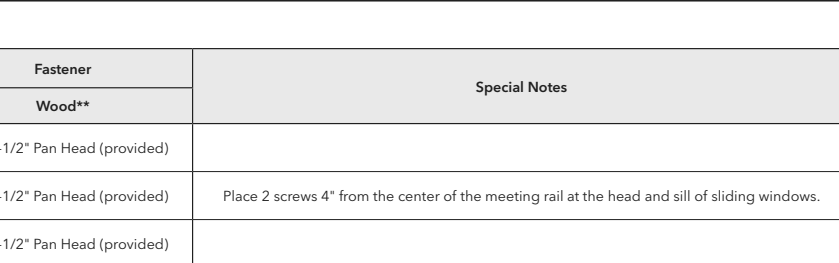 Fastener
Special Notes
Wood**
-1/2" Pan Head (provided)
-1/2" Pan Head (provided) Place 2 screws 4" from the center of the meeting rail at the head and sill of sliding windows.
-1/2" Pan Head (provided)